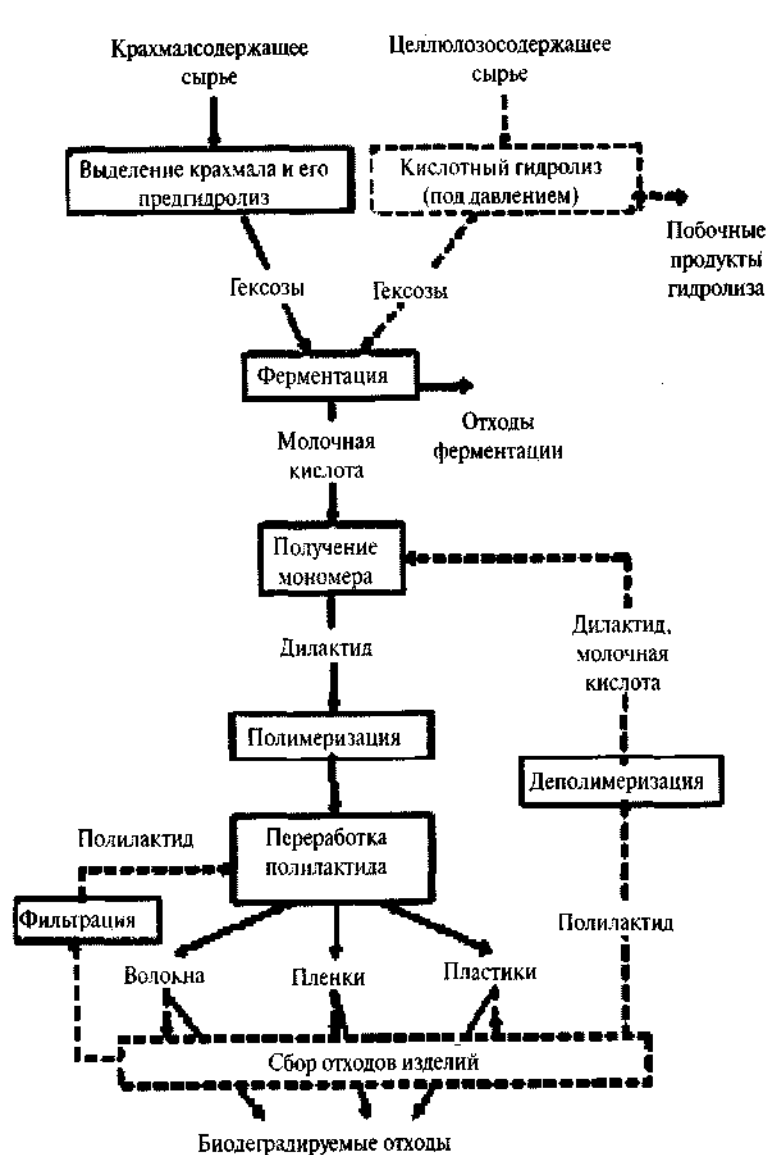 Крахмалсодержащее
сырье
Целлюлозосодержащее
сырье
Выделение крахмала и его
предгидролиз
Кислотный гидролиз
(под давлением)
Побочные
продукты
гидролиза
Гексозы
Гексозы
Ферментация
Отходы
ферментации
Молочная
кислота
Получение
мономера
Дилактид
Дилактид,
молочная
кислота
Полимеризация
Деполимеризация
Полилактид
Переработка
полилактида
Фильтрация
Полилактид
Волокна
Пленки
Пластики
Сбор отходов изделий
Биодеградируемые отходы